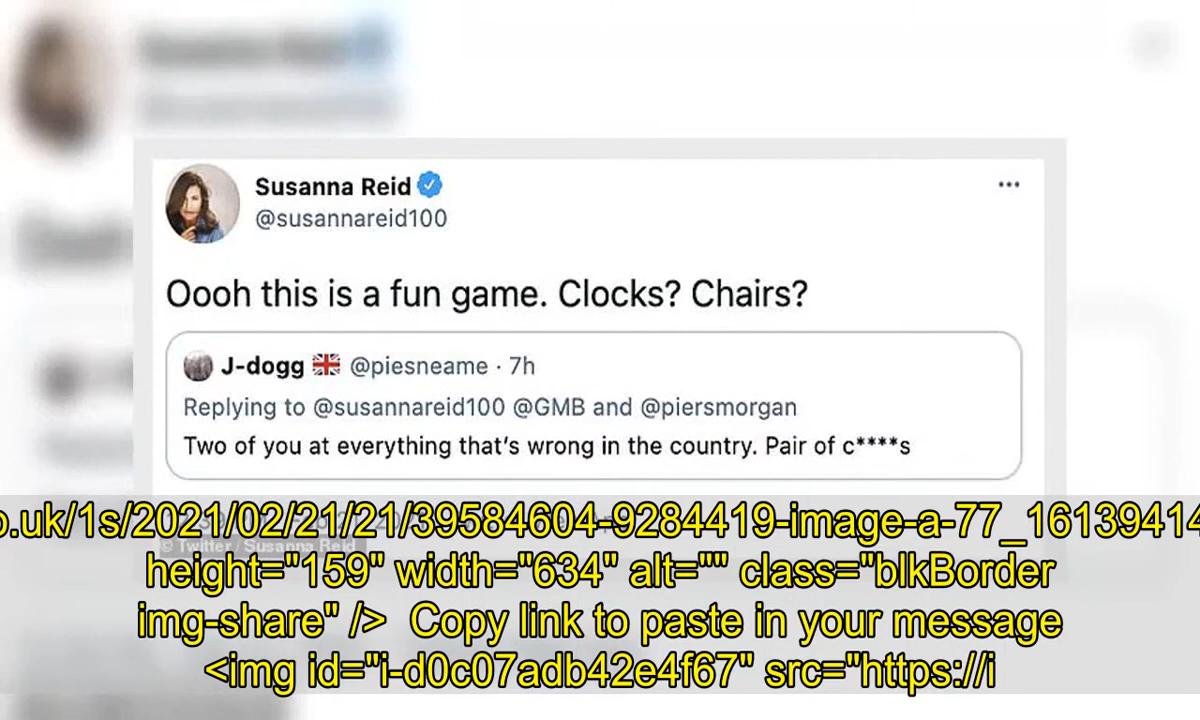 Susanna Reid
@susannareid100
Oooh this is a fun game. Clocks? Chairs?
J-dogg 🇬🇧 @piesneame · 7h
Replying to @susannareid100 @GMB and @piersmorgan
Two of you at everything that's wrong in the country. Pair of c****s
o.uk/1s/2021/02/21/21/39584604-9284419-image-a-77_16139414
© Twitter / Susanna Reid
height="159" width="634" alt="" class="blkBorder
img-share" /> Copy link to paste in your message
<img id="i-d0c07adb42e4f67" src="https://i